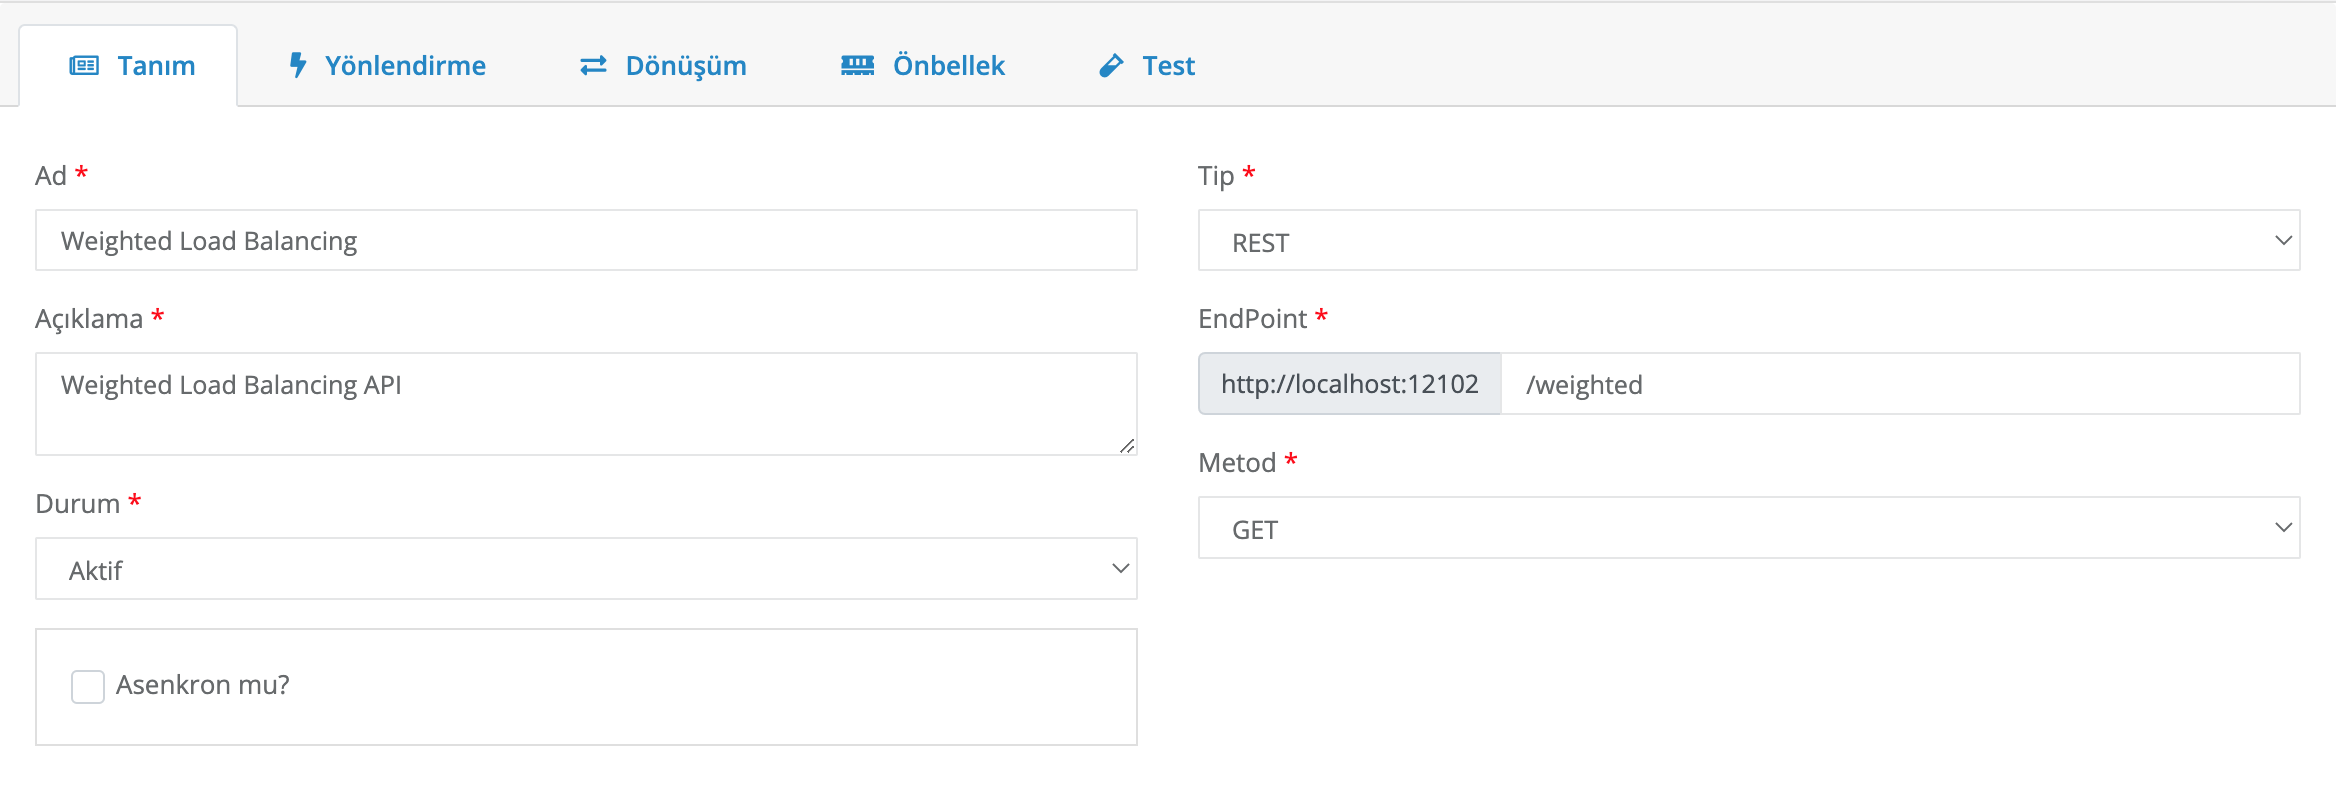 Tanım Yönlendirme Dönüşüm Önbellek Test
Ad *
Weighted Load Balancing
Açıklama *
Weighted Load Balancing API
Durum *
Aktif
Asenkron mu?
Tip *
REST
EndPoint *
http://localhost:12102 /weighted
Metod *
GET